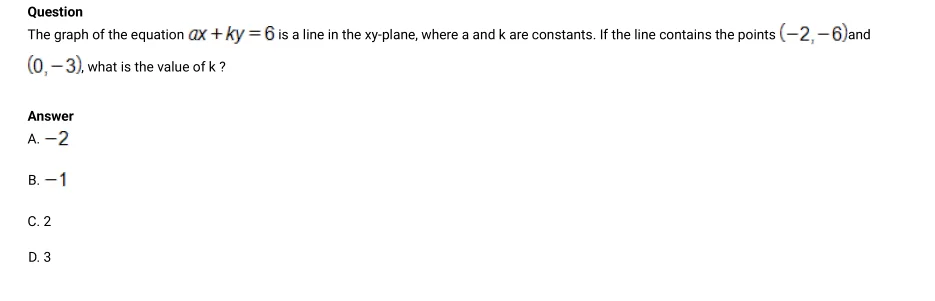 Question
The graph of the equation ax + ky = 6 is a line in the xy-plane, where a and k are constants. If the line contains the points (−2, −6)and
(0, −3), what is the value of k ?
Answer
A. −2
B. −1
C. 2
D. 3